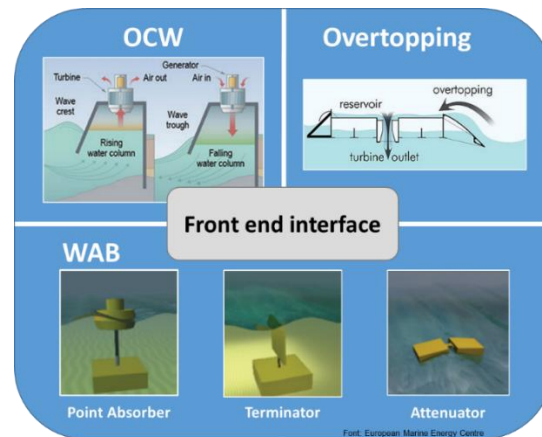 OCW
Overtopping
Turbine
Air out
Generator
Air in
Wave
crest
Rising
water column
Wave
trough
Falling
water column
reservoir
overtopping
turbine
outlet
Front end interface
WAB
Point Absorber
Terminator
Attenuator
Font: European Marine Energy Centre